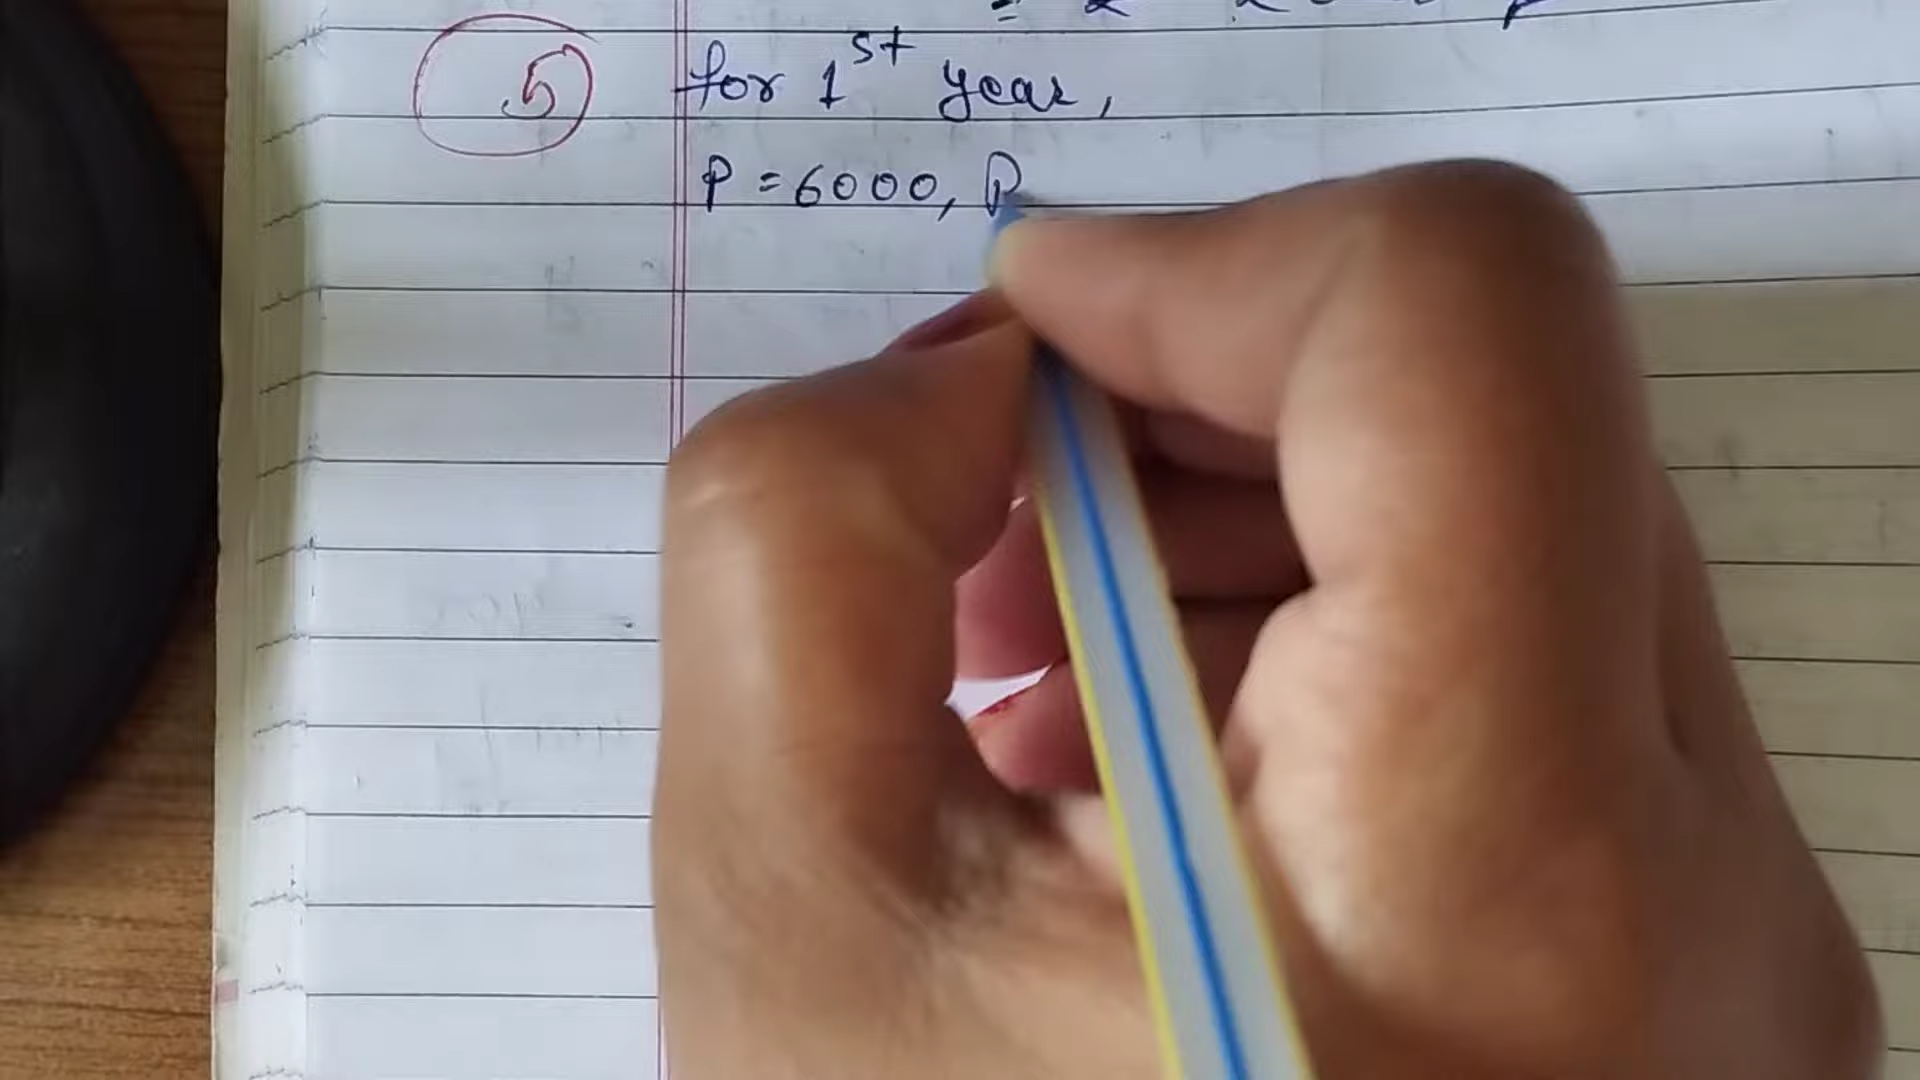 5 for 1st year,
P = 6000, R